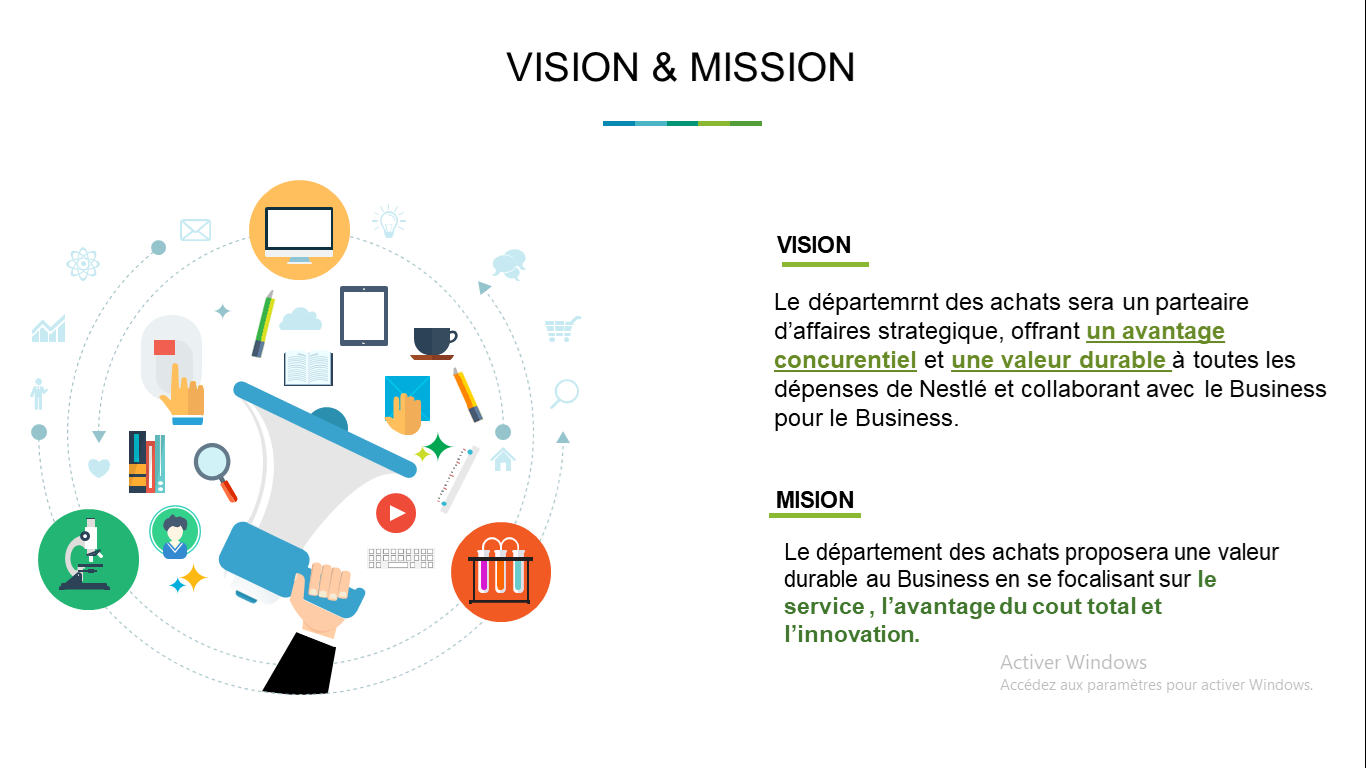 VISION & MISSION
VISION
Le départemrnt des achats sera un parteaire
d’affaires strategique, offrant un avantage
concurentiel et une valeur durable à toutes les
dépenses de Nestlé et collaborant avec le Business
pour le Business.
MISION
Le département des achats proposera une valeur
durable au Business en se focalisant sur le
service , l’avantage du cout total et
l’innovation.
Activer Windows
Accédez aux paramètres pour activer Windows.